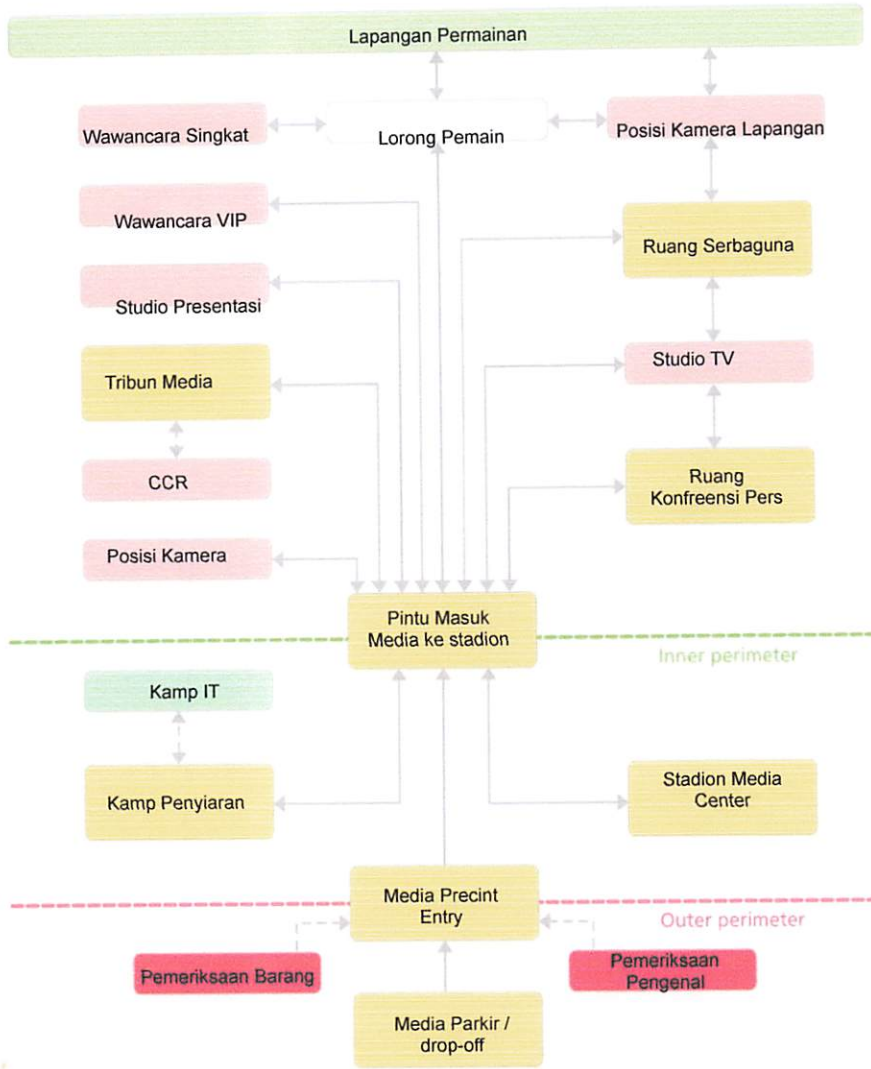 Lapangan Permainan
Wawancara Singkat
Lorong Pemain
Posisi Kamera Lapangan
Wawancara VIP
Ruang Serbaguna
Studio Presentasi
Tribun Media
Studio TV
CCR
Ruang
Konfreensi Pers
Posisi Kamera
Pintu Masuk
Media ke stadion
Inner perimeter
Kamp IT
Kamp Penyiaran
Stadion Media
Center
Media Precint
Entry
Outer perimeter
Pemeriksaan Barang
Pemeriksaan
Pengenal
Media Parkir /
drop-off